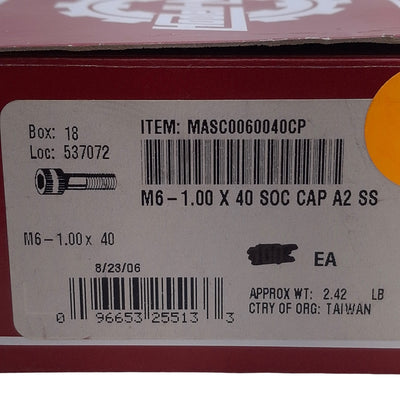 Box: 18
Loc: 537072
ITEM: MASC0060040CP
M6-1.00 X 40 SOC CAP A2 SS
M6-1.00 x 40
EA
8/23/06
0 96653 25513 3
APPROX WT: 2.42 LB
CTRY OF ORG: TAIWAN